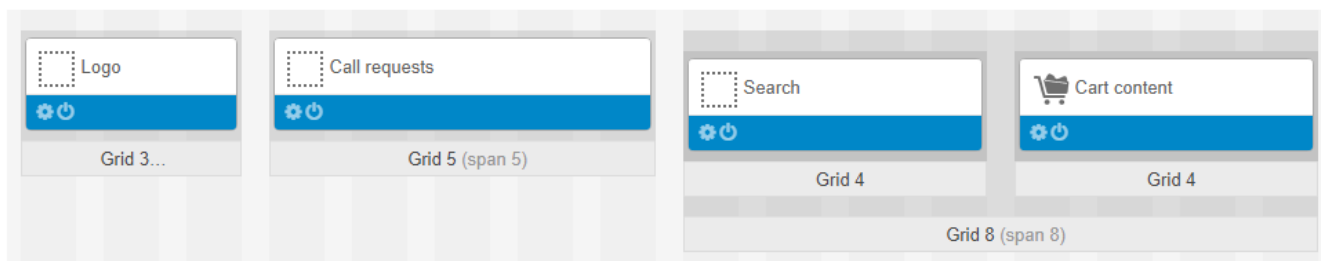 Logo
Call requests
Search
Cart content
Grid 3...
Grid 5 (span 5)
Grid 4
Grid 4
Grid 8 (span 8)